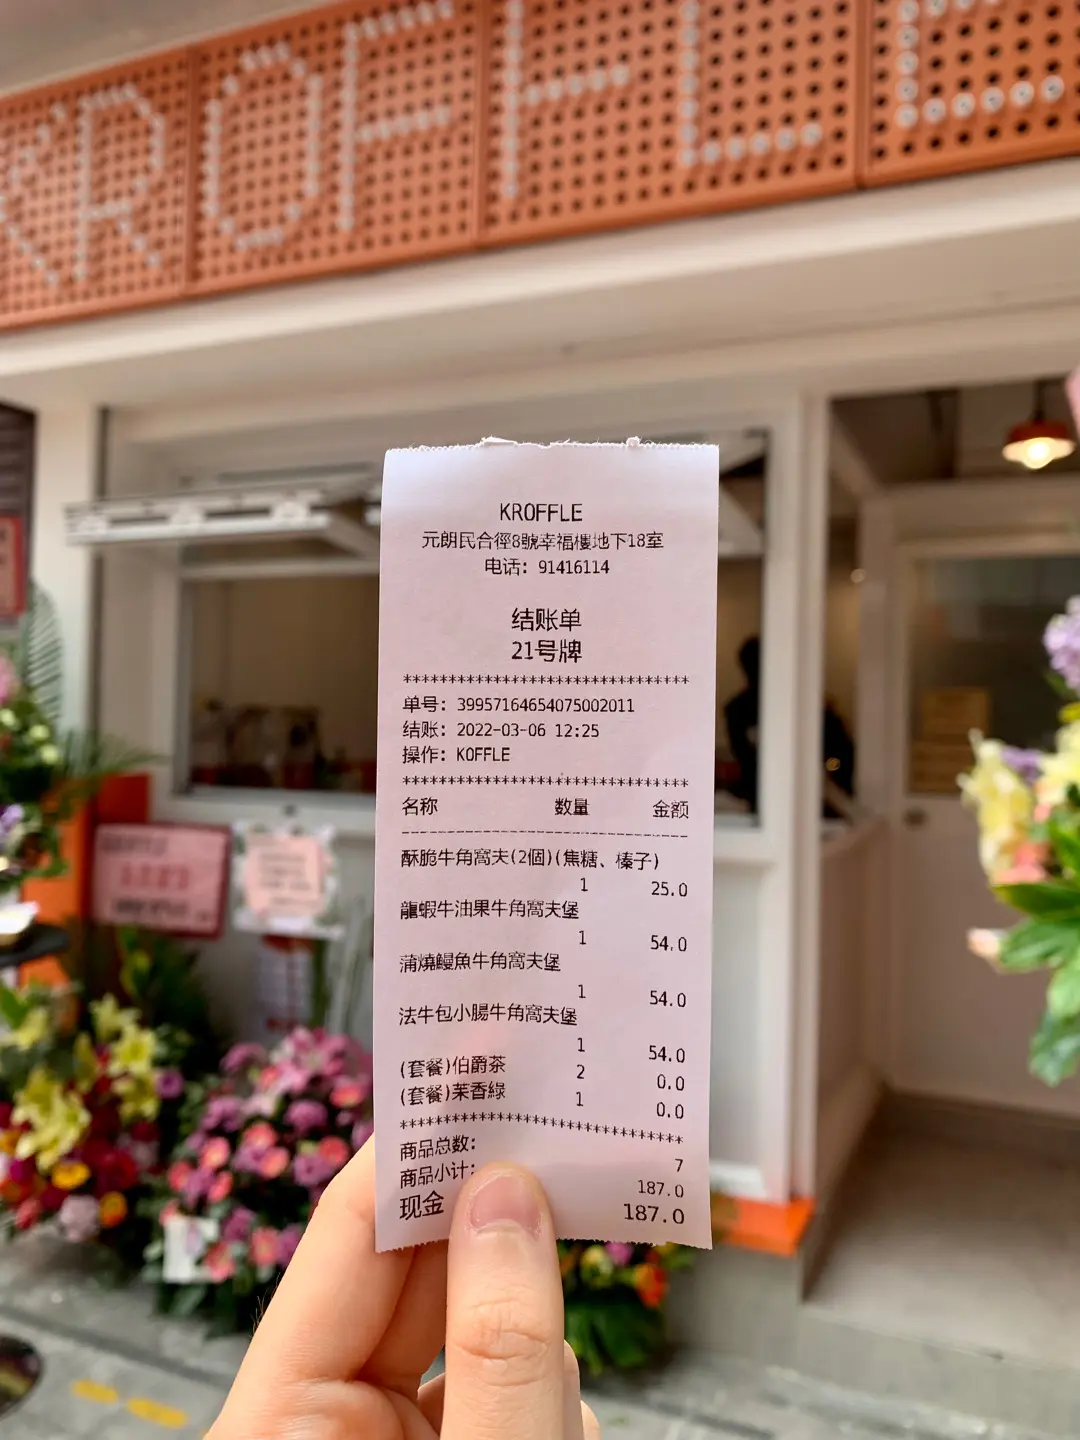 KROFFLE
KROFFLE
元朗民合徑8號幸福樓地下18室
电话: 91416114
结账单
21号牌
*********************************
单号: 39957164654075002011
结账: 2022-03-06 12:25
操作: KOFFLE
*********************************
名称 数量 金额
酥脆牛角窩夫(2個)(焦糖、榛子)
1 25.0
龍蝦牛油果牛角窩夫堡
1 54.0
蒲燒鰻魚牛角窩夫堡
1 54.0
法牛包小腸牛角窩夫堡
1 54.0
(套餐)伯爵茶 2 0.0
(套餐)茉香綠 1 0.0
*********************************
商品总数: 7
商品小计: 187.0
现金 187.0